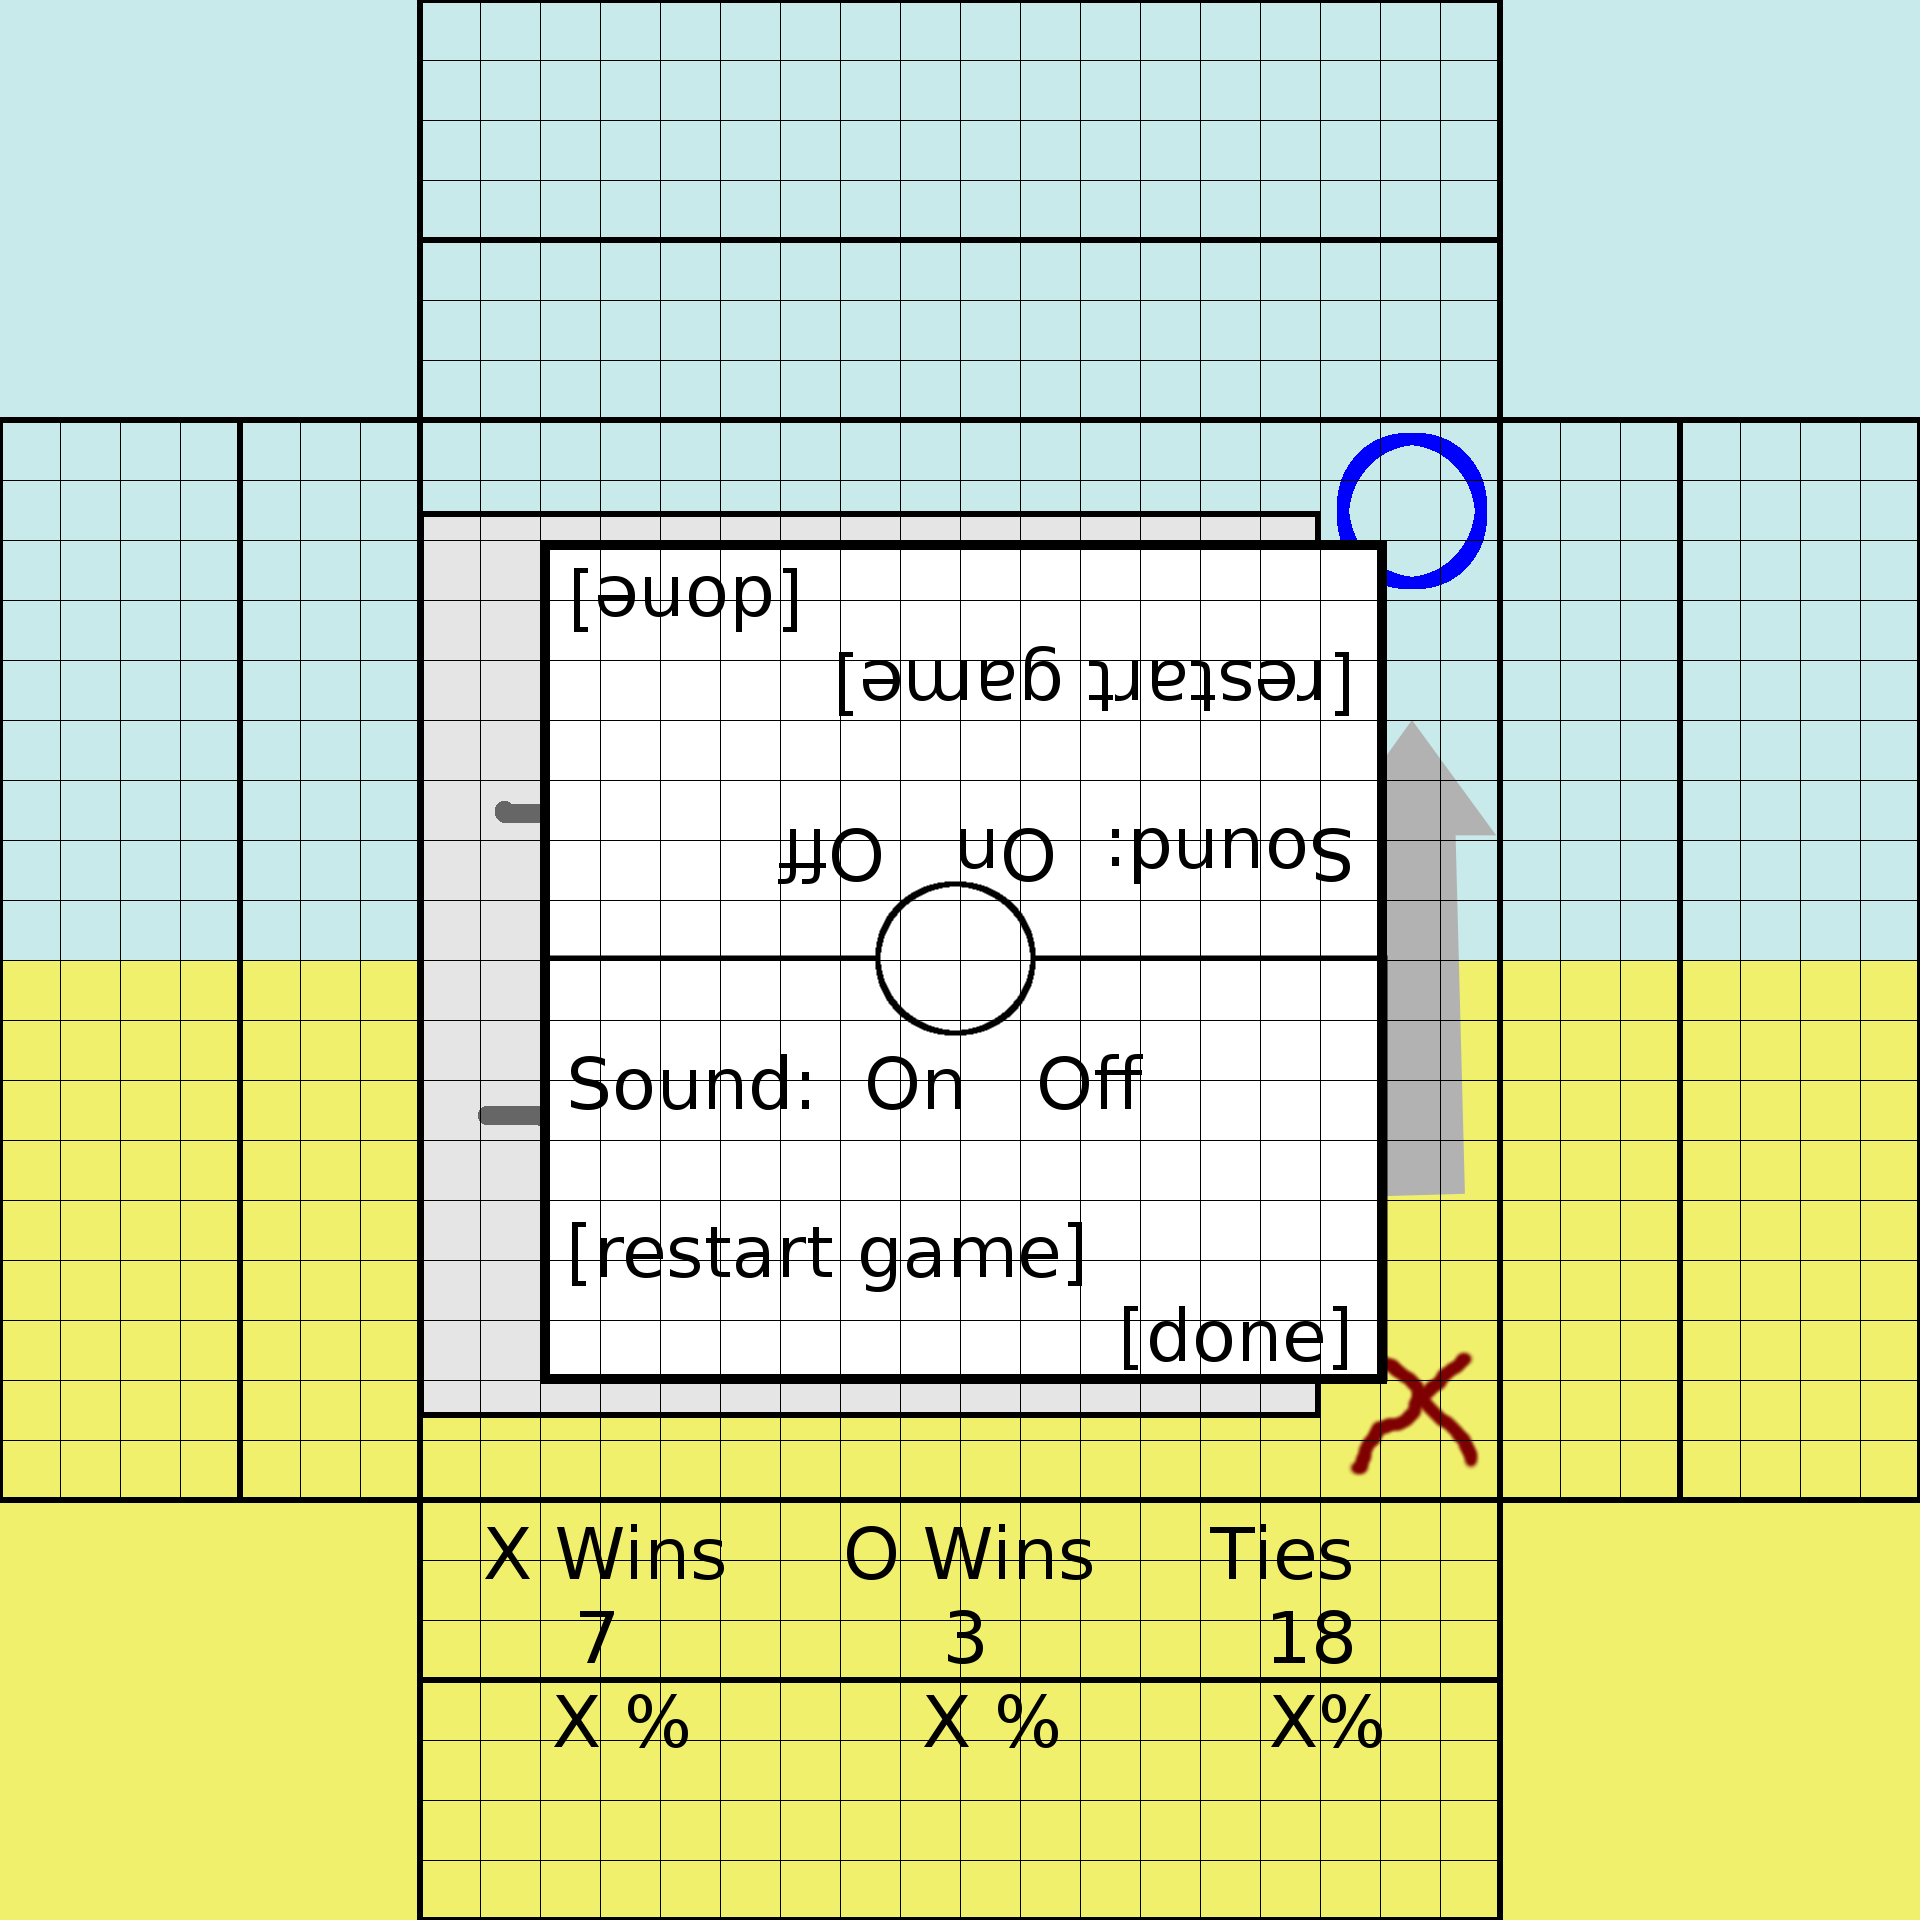 [done]
[restart game]
Sound: On Off
Sound: On Off
[restart game]
[done]
X Wins O Wins Ties
7 3 18
X % X % X%